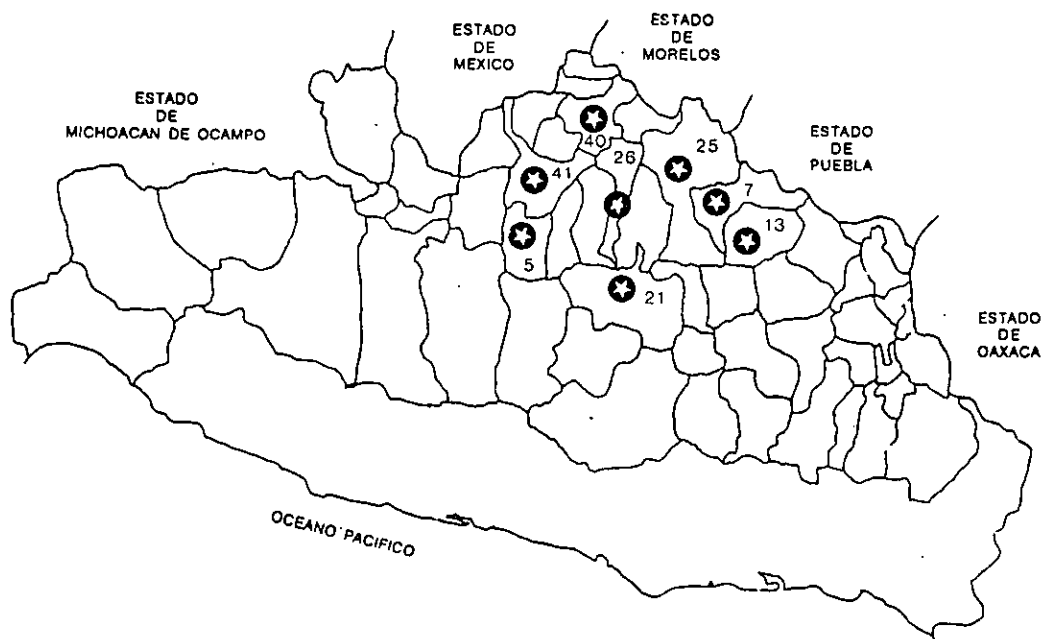 ESTADO
DE
MEXICO
ESTADO
DE
MORELOS
ESTADO
DE
MICHOACAN DE OCAMPO
ESTADO
DE
PUEBLA
40
26
25
41
7
13
5
21
ESTADO
DE
OAXACA
OCEANO PACIFICO